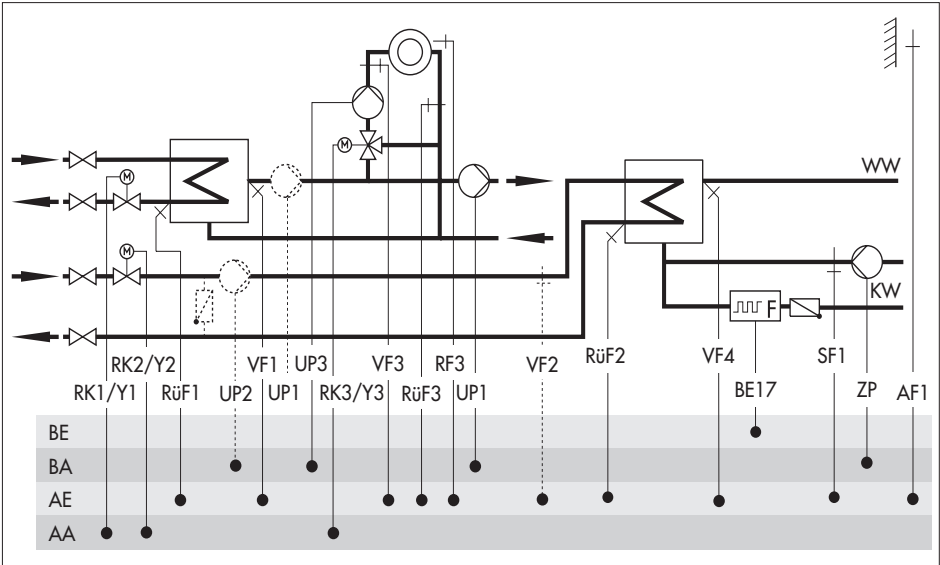 M
M
M
WW
F
KW
RK2/Y2
VF1
UP3
VF3
RF3
VF2
RüF2
VF4
SF1
RK1/Y1
RüF1
UP2
UP1
RK3/Y3
RüF3
UP1
BE17
ZP
AF1
BE
BA
AE
AA